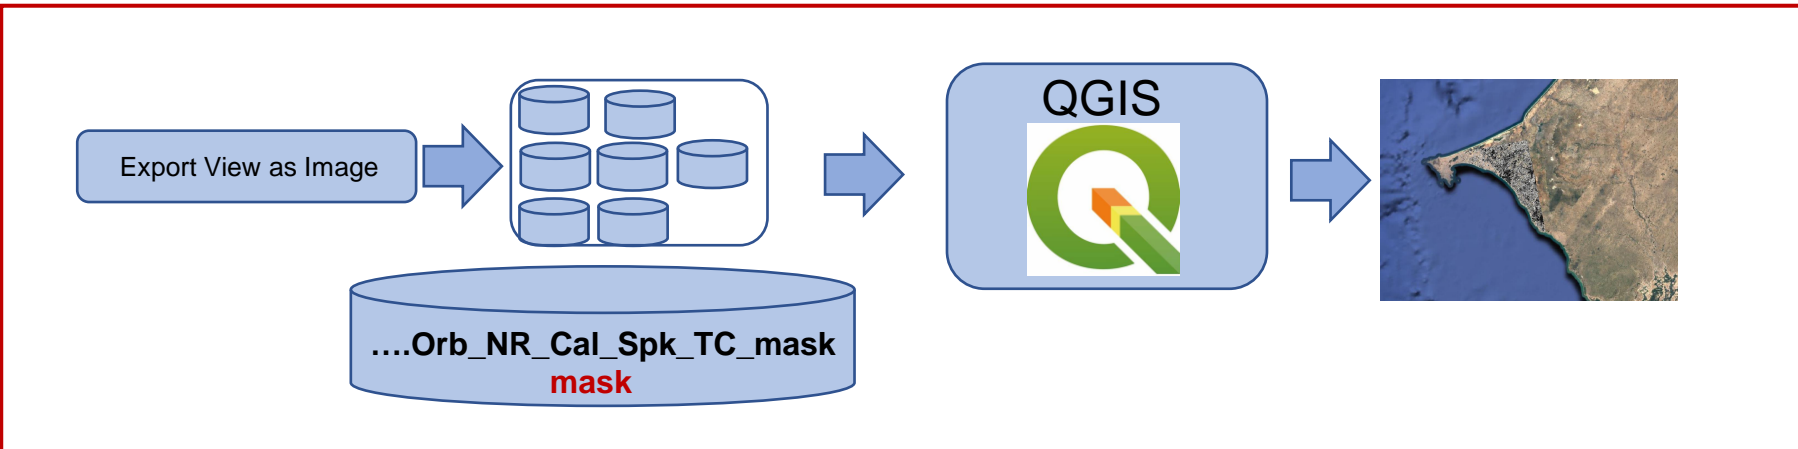 Export View as Image
QGIS
….Orb_NR_Cal_Spk_TC_mask
mask